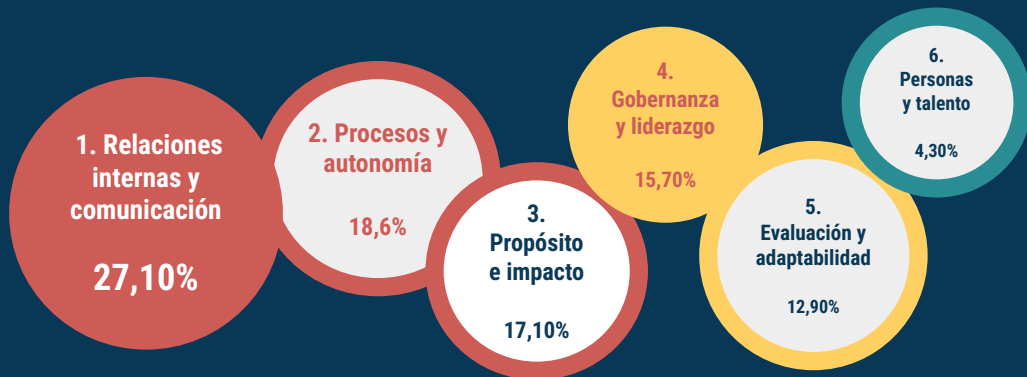 1. Relaciones
internas y
comunicación
27,10%
2. Procesos y
autonomía
18,6%
3.
Propósito
e impacto
17,10%
4.
Gobernanza
y liderazgo
15,70%
5.
Evaluación y
adaptabilidad
12,90%
6.
Personas
y talento
4,30%